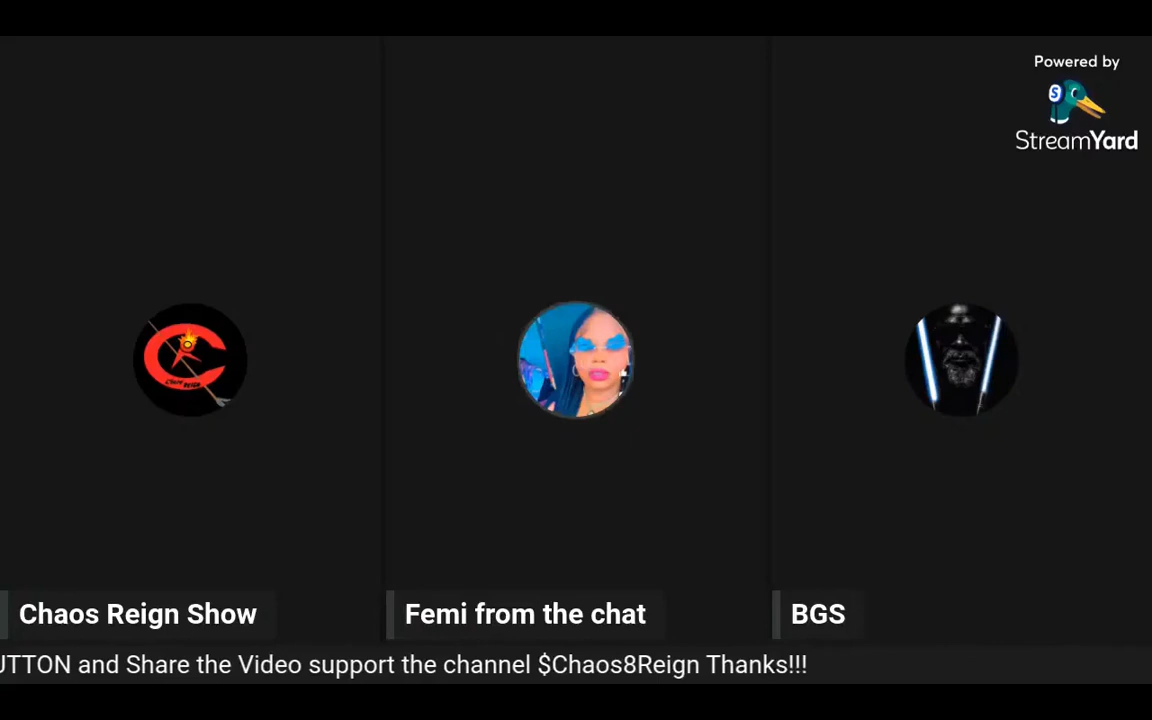 Powered by
StreamYard
Chaos Reign Show
Femi from the chat
BGS
UTTON and Share the Video support the channel $Chaos8Reign Thanks!!!